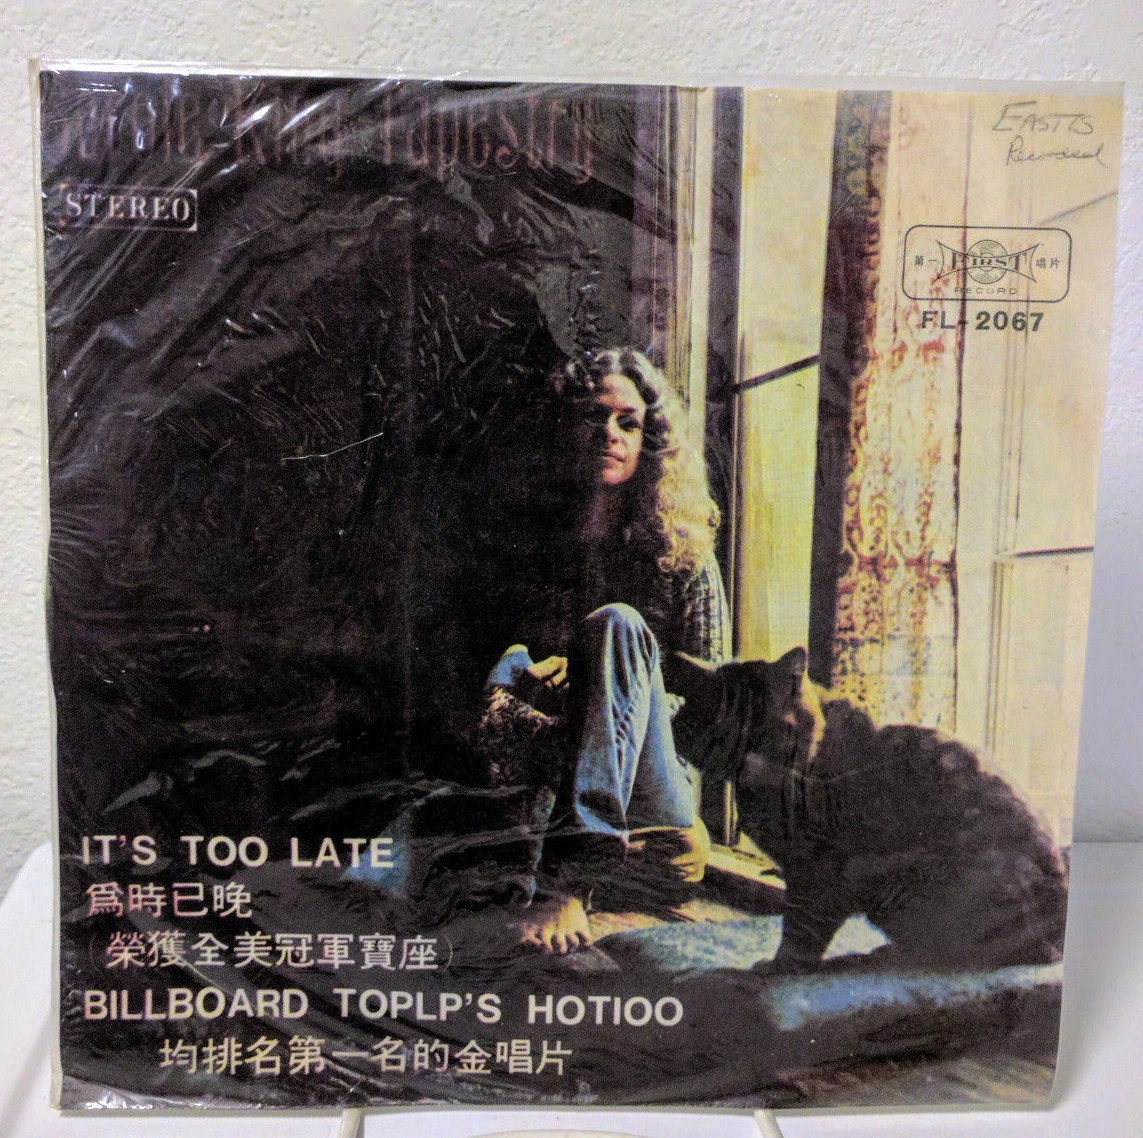 Carole King Tapestry
STEREO
EASTIS
Recorded
第一 FIRST 唱片
RECORD
FL-2067
IT'S TOO LATE
爲時已晚
(榮獲全美冠軍寶座)
BILLBOARD TOPLP'S HOT100
均排名第一名的金唱片